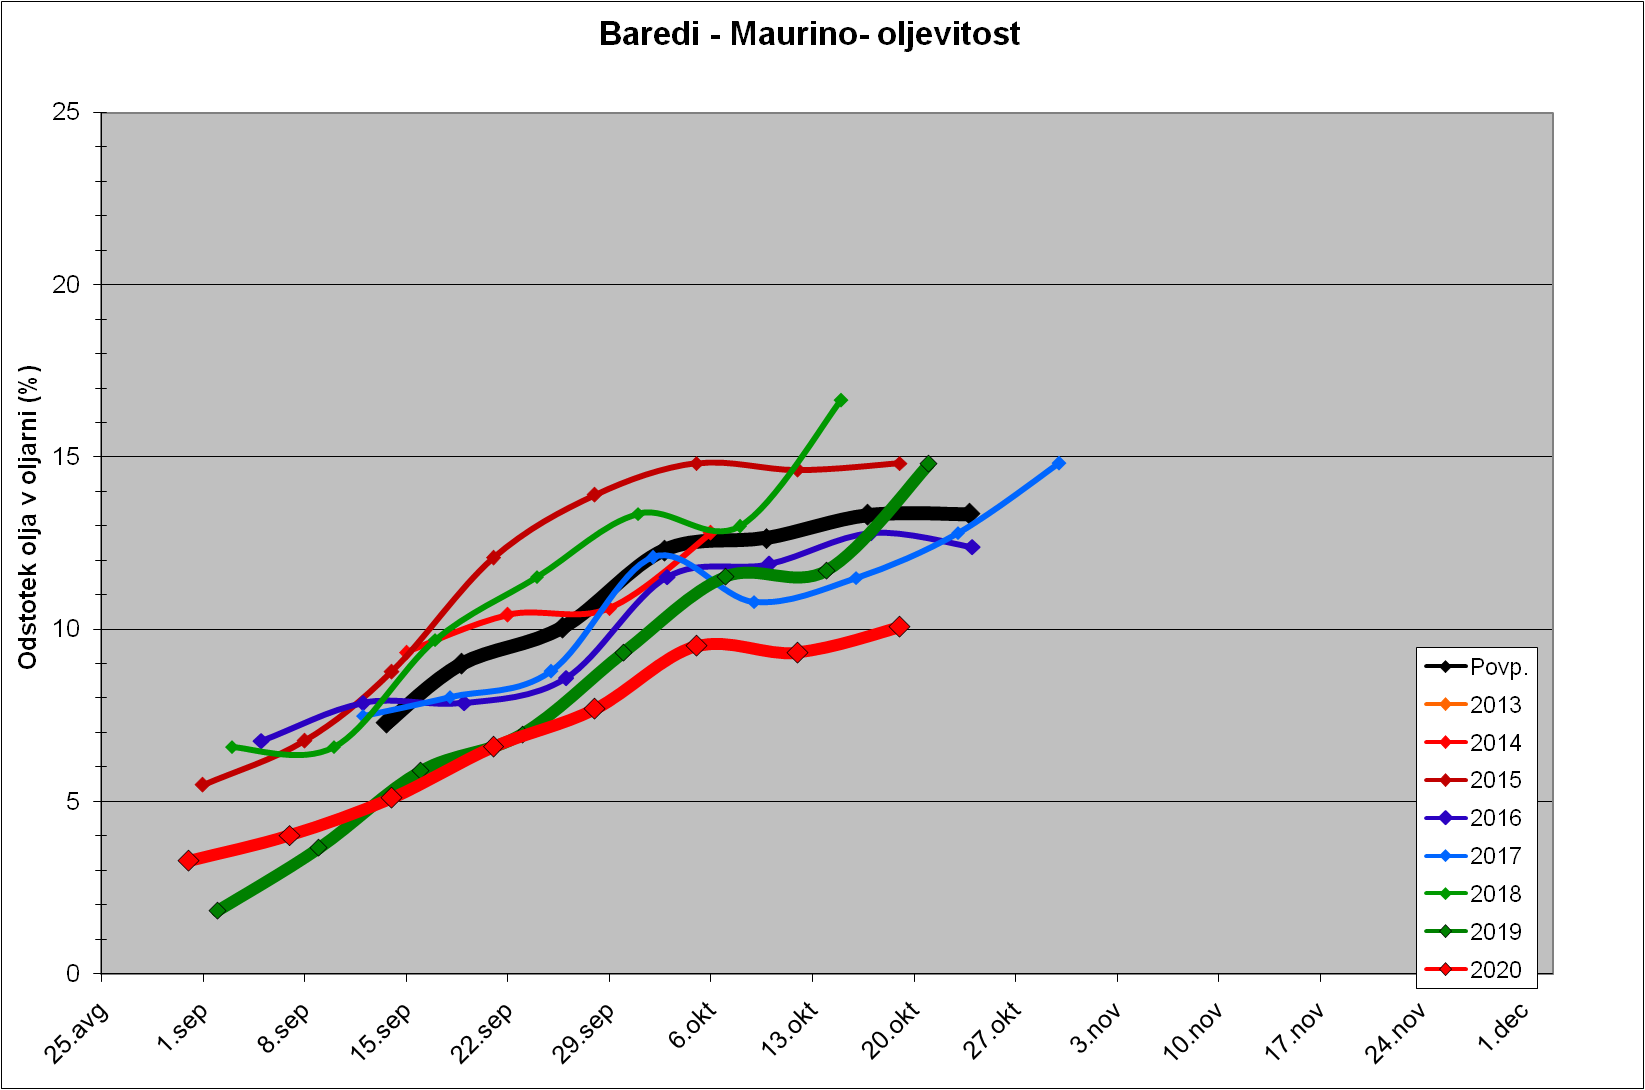 Baredi - Maurino- oljevitost
Odstotek olja v oljarni (%)
25
20
15
10
5
0
25.avg
1.sep
8.sep
15.sep
22.sep
29.sep
6.okt
13.okt
20.okt
27.okt
3.nov
10.nov
17.nov
24.nov
1.dec
Povp.
2013
2014
2015
2016
2017
2018
2019
2020